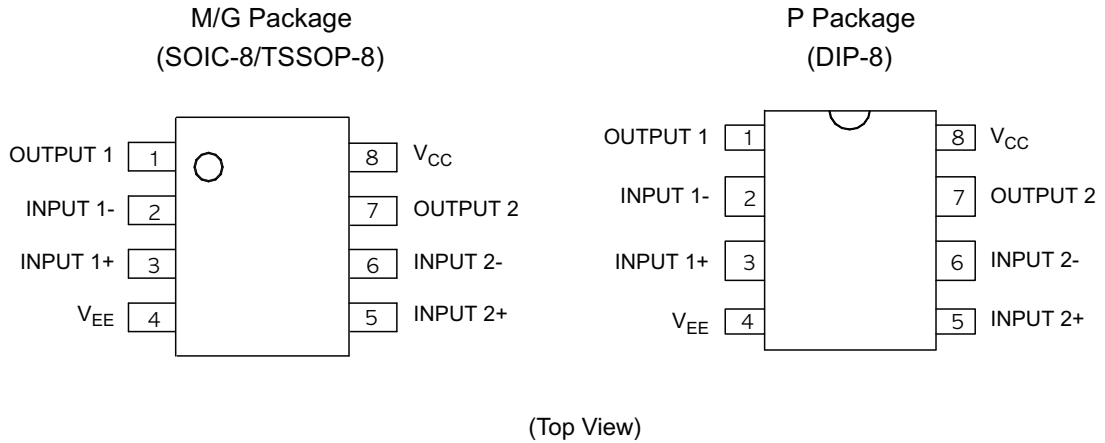 M/G Package
(SOIC-8/TSSOP-8)
OUTPUT 1 1 8 VCC
INPUT 1- 2 7 OUTPUT 2
INPUT 1+ 3 6 INPUT 2-
VEE 4 5 INPUT 2+
P Package
(DIP-8)
OUTPUT 1 1 8 VCC
INPUT 1- 2 7 OUTPUT 2
INPUT 1+ 3 6 INPUT 2-
VEE 4 5 INPUT 2+
(Top View)